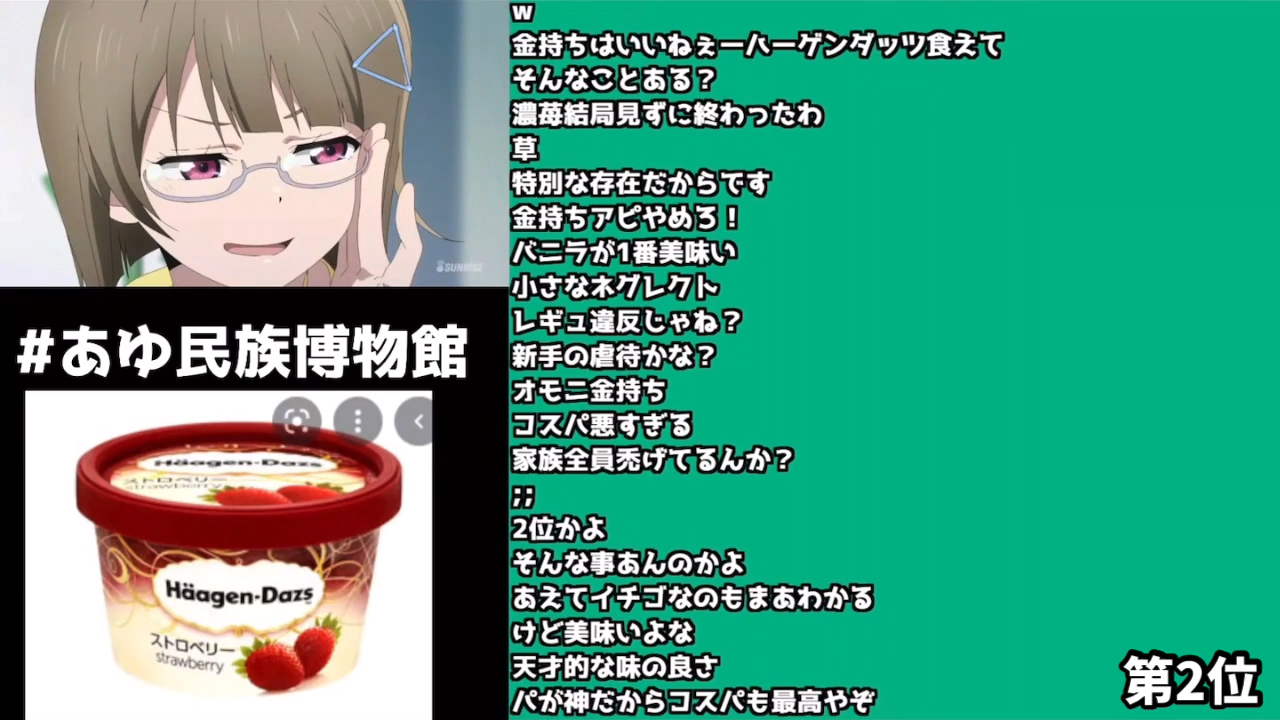 w
金持ちはいいねぇーハーゲンダッツ食えて
そんなことある？
濃苺結局見ずに終わったわ
草
特別な存在だからです
金持ちアピやめろ！
バニラが1番美味い
小さなネグレクト
レギュ違反じゃね？
新手の虐待かな？
オモニ金持ち
コスパ悪すぎる
家族全員禿げてるんか？
;;
2位かよ
そんな事あんのかよ
あえてイチゴなのもまあわかる
けど美味いよな
天才的な味の良さ
パが神だからコスパも最高やぞ
SUNRISE
#あゆ民族博物館
Häagen-Dazs
ストロベリー
strawberry
Häagen-Dazs
ストロベリー
strawberry
第2位